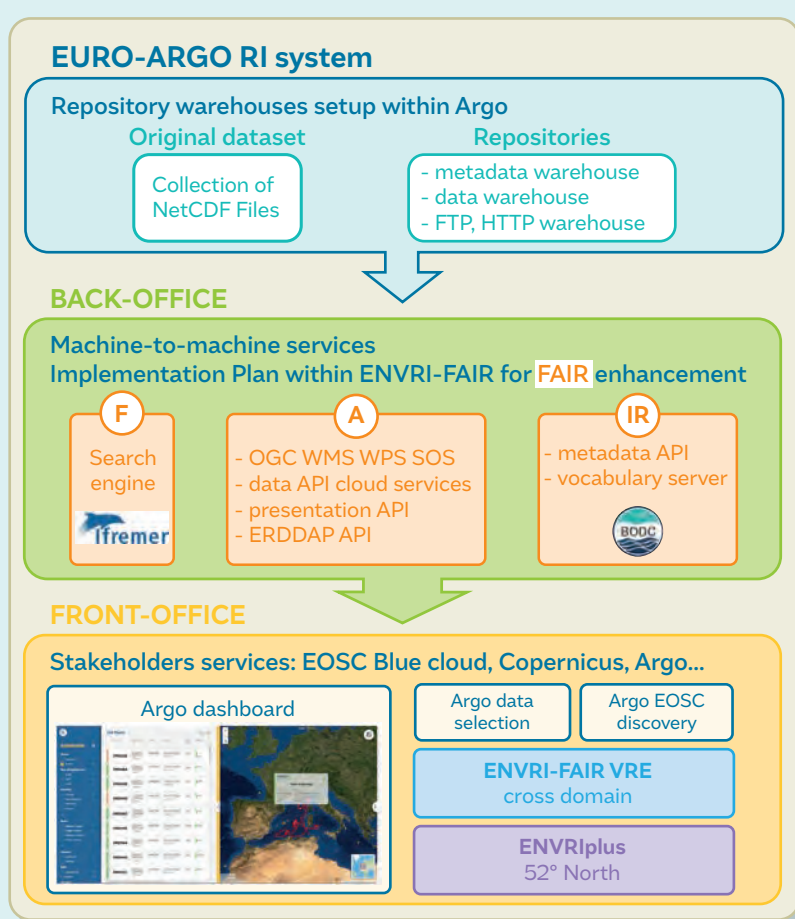 EURO-ARGO RI system
Repository warehouses setup within Argo
Original dataset
Collection of
NetCDF Files
Repositories
- metadata warehouse
- data warehouse
- FTP, HTTP warehouse
BACK-OFFICE
Machine-to-machine services
Implementation Plan within ENVRI-FAIR for FAIR enhancement
F
Search
engine
Ifremer
A
- OGC WMS WPS SOS
- data API cloud services
- presentation API
- ERDDAP API
IR
- metadata API
- vocabulary server
BODC
FRONT-OFFICE
Stakeholders services: EOSC Blue cloud, Copernicus, Argo...
Argo dashboard
Argo data
selection
Argo EOSC
discovery
ENVRI-FAIR VRE
cross domain
ENVRIplus
52° North